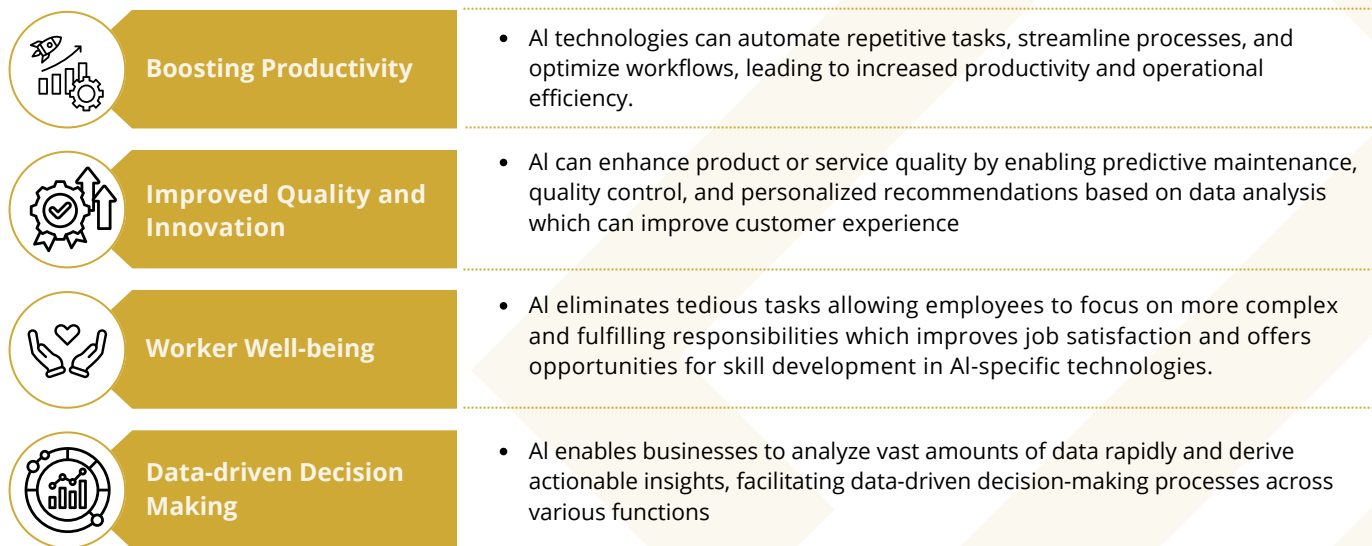 Boosting Productivity
• AI technologies can automate repetitive tasks, streamline processes, and
optimize workflows, leading to increased productivity and operational
efficiency.
Improved Quality and
Innovation
• AI can enhance product or service quality by enabling predictive maintenance,
quality control, and personalized recommendations based on data analysis
which can improve customer experience
Worker Well-being
• AI eliminates tedious tasks allowing employees to focus on more complex
and fulfilling responsibilities which improves job satisfaction and offers
opportunities for skill development in AI-specific technologies.
Data-driven Decision
Making
• AI enables businesses to analyze vast amounts of data rapidly and derive
actionable insights, facilitating data-driven decision-making processes across
various functions